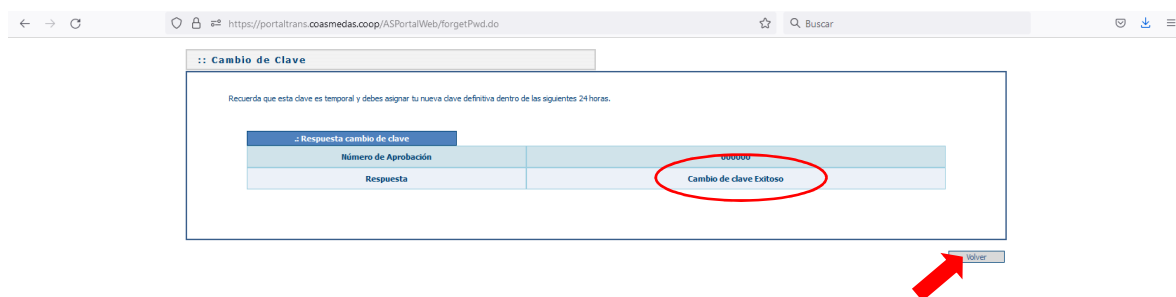 https://portaltrans.coasmedas.coop/ASPortalWeb/forgetPwd.do
Buscar
:: Cambio de Clave
Recuerda que esta clave es temporal y debes asignar tu nueva clave definitiva dentro de las siguientes 24 horas.
.: Respuesta cambio de clave
Número de Aprobación 000000
Respuesta Cambio de clave Exitoso
Volver